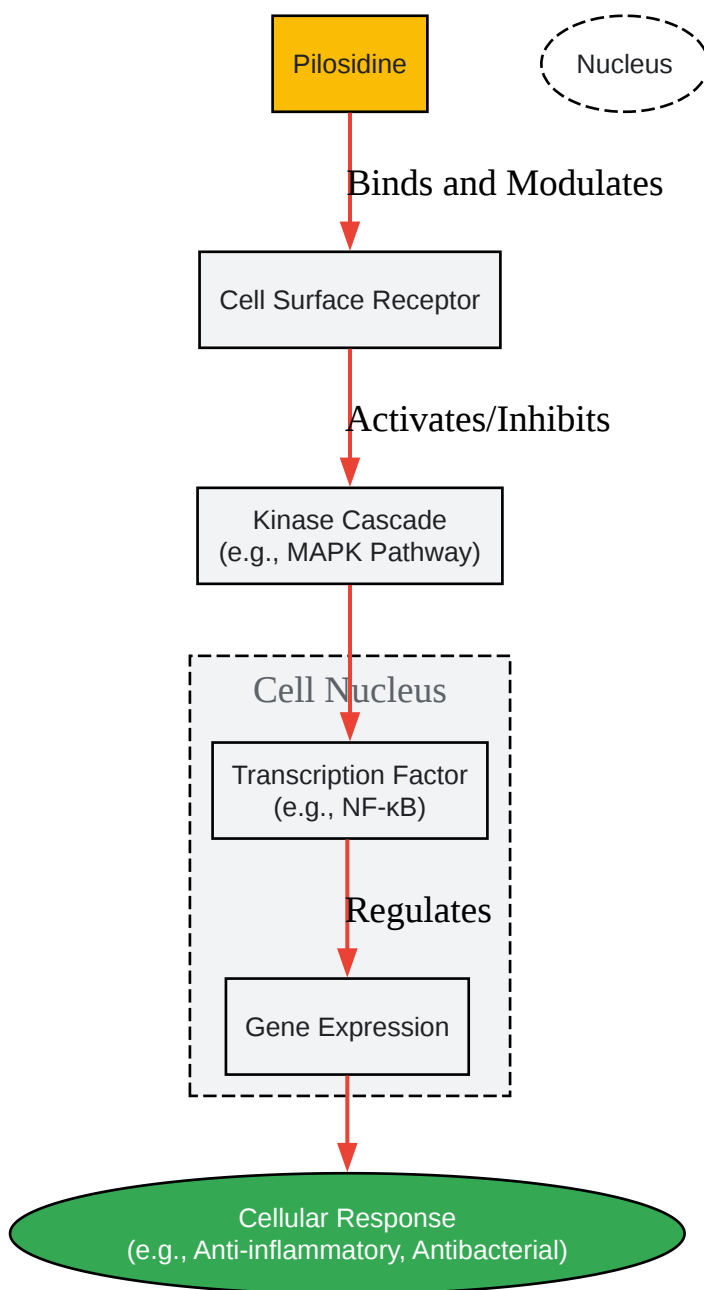 Pilosidine
Nucleus
Binds and Modulates
Cell Surface Receptor
Activates/Inhibits
Kinase Cascade
(e.g., MAPK Pathway)
Cell Nucleus
Transcription Factor
(e.g., NF-κB)
Regulates
Gene Expression
Cellular Response
(e.g., Anti-inflammatory, Antibacterial)